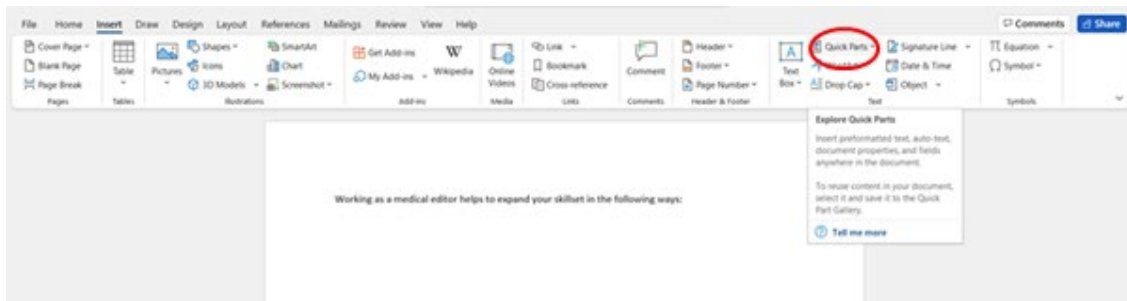 File Home Insert Draw Design Layout References Mailings Review View Help Comments Share
Cover Page
Blank Page
Page Break
Pages
Table
Tables
Pictures
Shapes
Icons
3D Models
SmartArt
Chart
Screenshot
Illustrations
Get Add-ins
My Add-ins
W
Wikipedia
Add-ins
Online
Videos
Media
Link
Bookmark
Cross-reference
Links
Comment
Comments
Header
Footer
Page Number
Header & Footer
A
Text
Box
Quick Parts
Drop Cap
Signature Line
Date & Time
Object
Text
Equation
Symbol
Symbols
Explore Quick Parts
Insert preformatted text, auto-text,
document properties, and fields
anywhere in the document.
To reuse content in your document,
select it and save it to the Quick
Part Gallery.
Tell me more
Working as a medical editor helps to expand your skillset in the following ways: